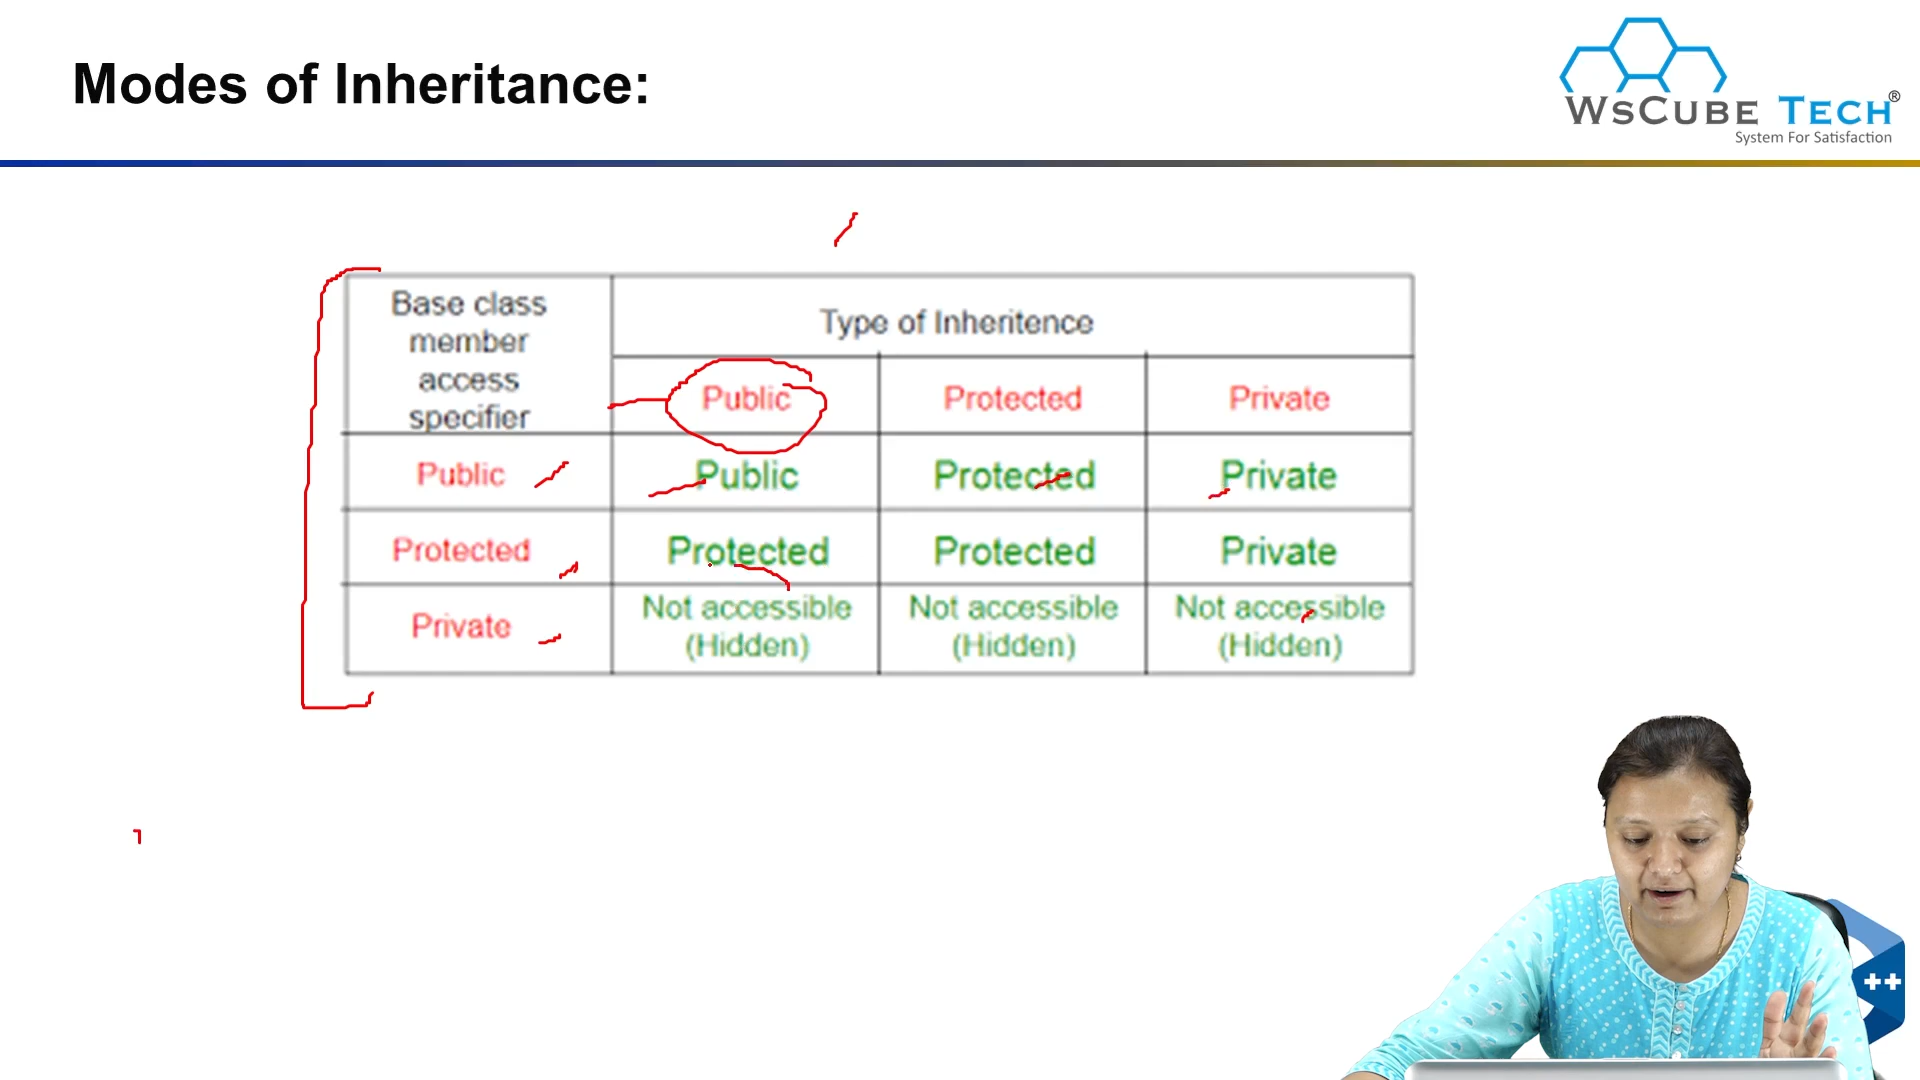 Modes of Inheritance:
WsCube Tech®
System For Satisfaction
Base class
member
access
specifier
Type of Inheritence
Public Protected Private
Public Public Protected Private
Protected Protected Protected Private
Private Not accessible (Hidden) Not accessible (Hidden) Not accessible (Hidden)
++